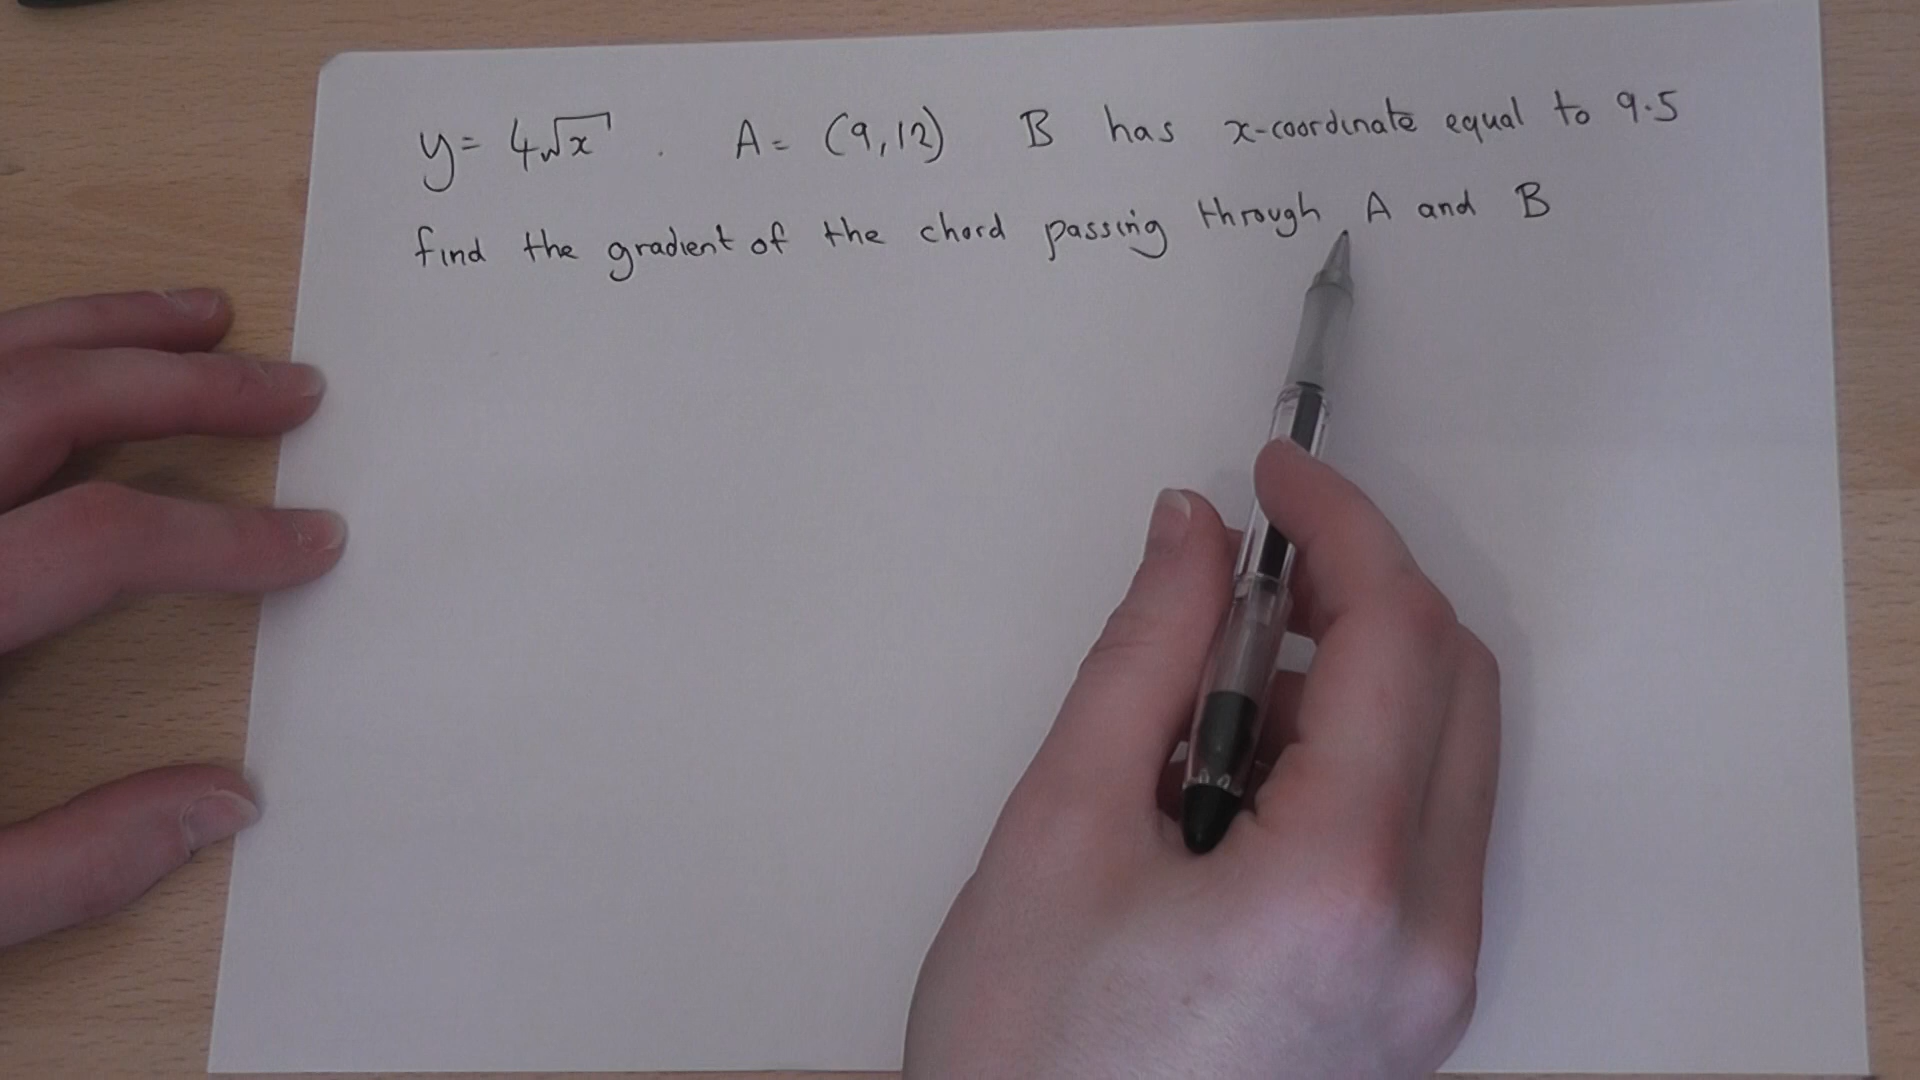 y = 4√x . A = (9,12) B has x-coordinate equal to 9.5
find the gradient of the chord passing through A and B